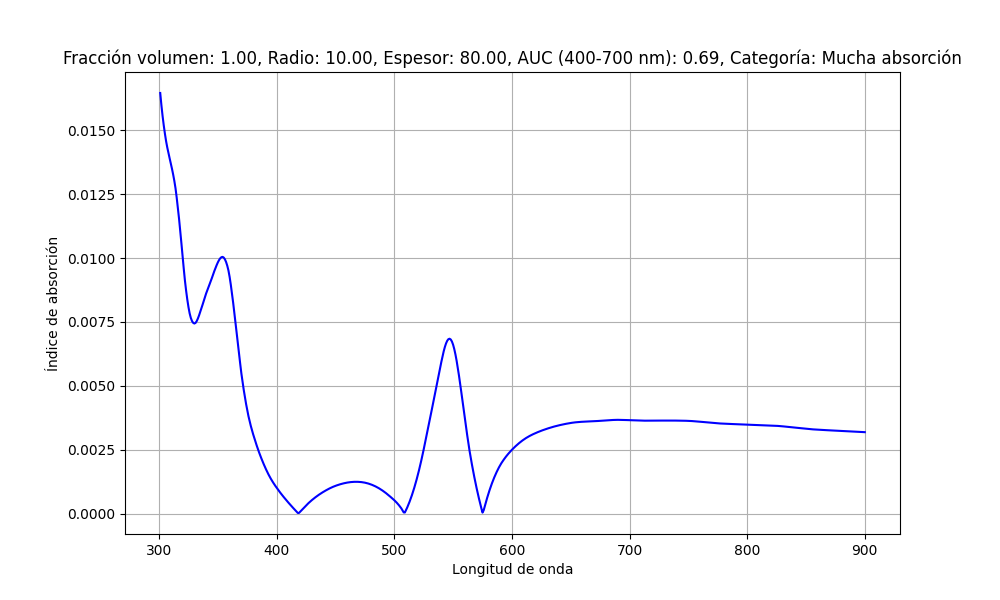 Fracción volumen: 1.00, Radio: 10.00, Espesor: 80.00, AUC (400-700 nm): 0.69, Categoría: Mucha absorción
Índice de absorción
0.0150
0.0125
0.0100
0.0075
0.0050
0.0025
0.0000
300 400 500 600 700 800 900
Longitud de onda